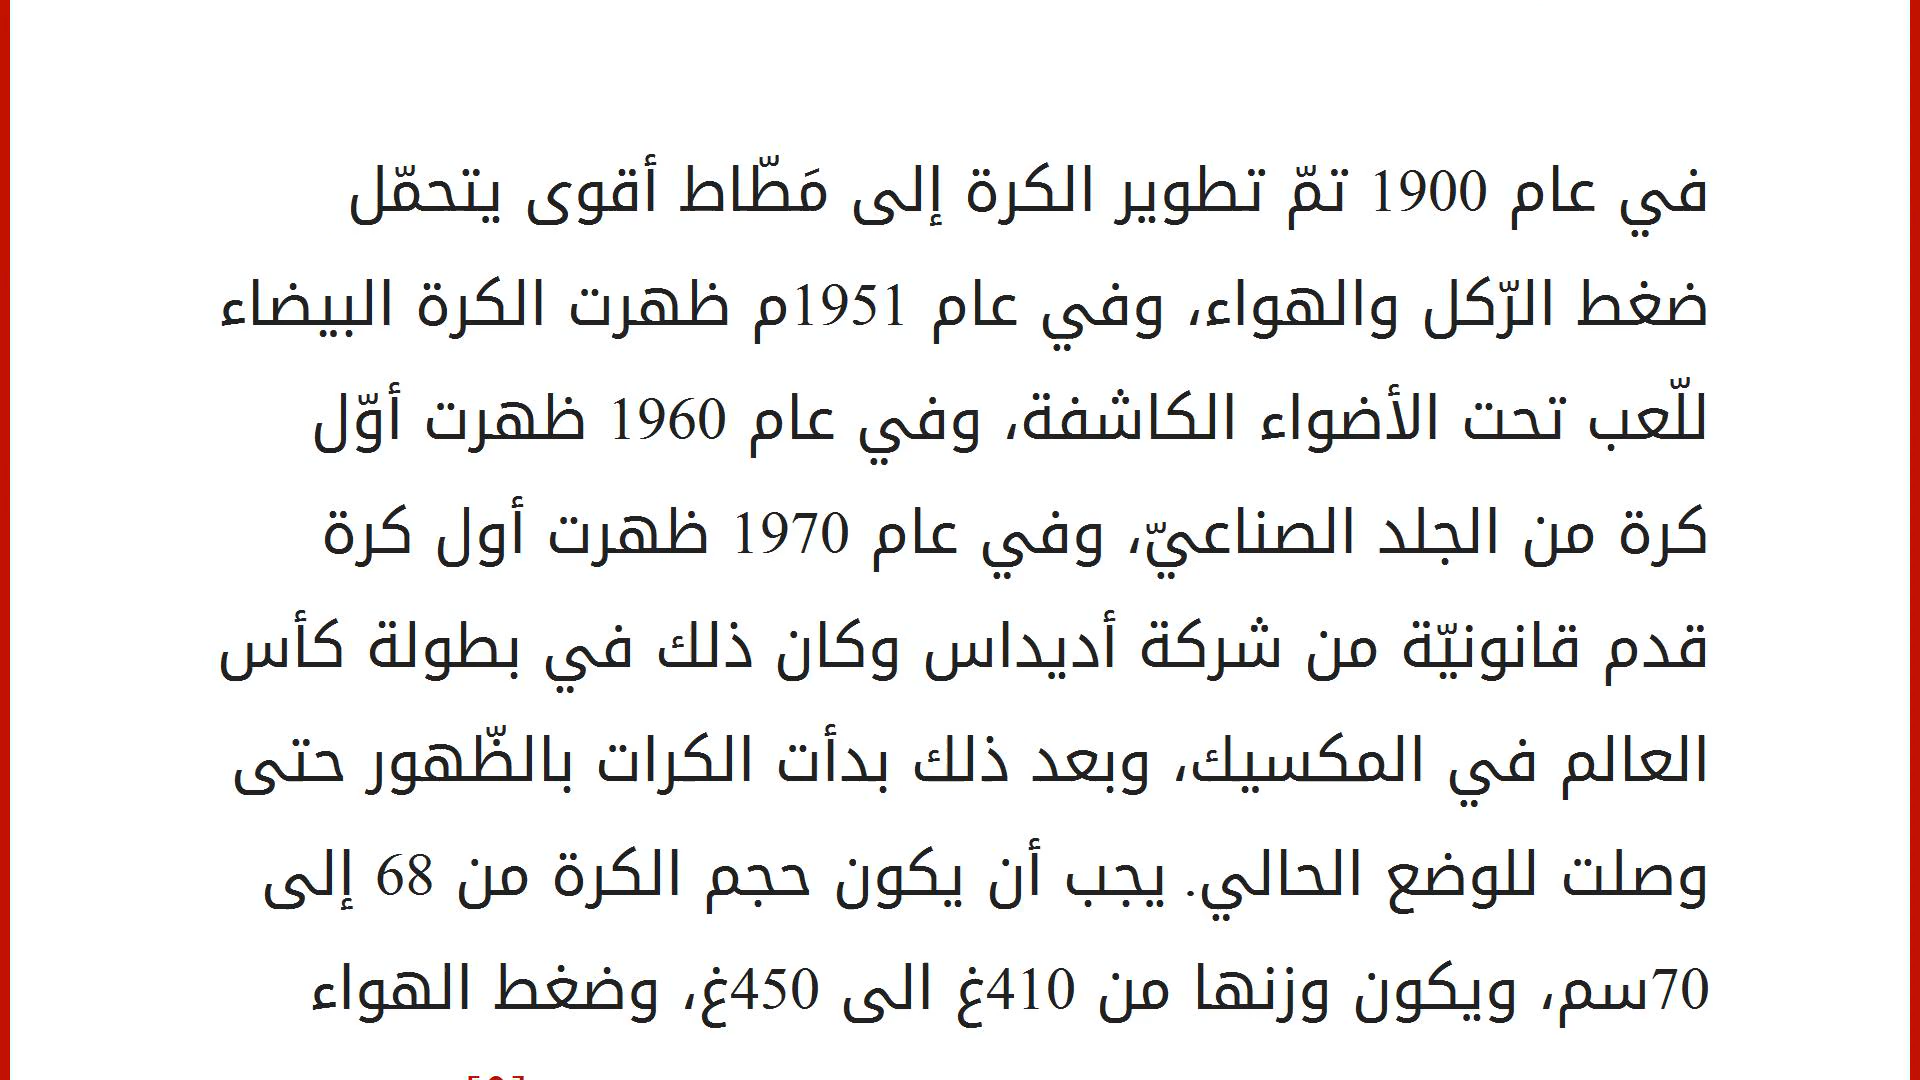 في عام 1900 تمّ تطوير الكرة إلى مَطّاط أقوى يتحمّل
ضغط الرّكل والهواء، وفي عام 1951م ظهرت الكرة البيضاء
للّعب تحت الأضواء الكاشفة، وفي عام 1960 ظهرت أوّل
كرة من الجلد الصناعيّ، وفي عام 1970 ظهرت أول كرة
قدم قانونيّة من شركة أديداس وكان ذلك في بطولة كأس
العالم في المكسيك، وبعد ذلك بدأت الكرات بالظّهور حتى
وصلت للوضع الحالي. يجب أن يكون حجم الكرة من 68 إلى
70سم، ويكون وزنها من 410غ الى 450غ، وضغط الهواء